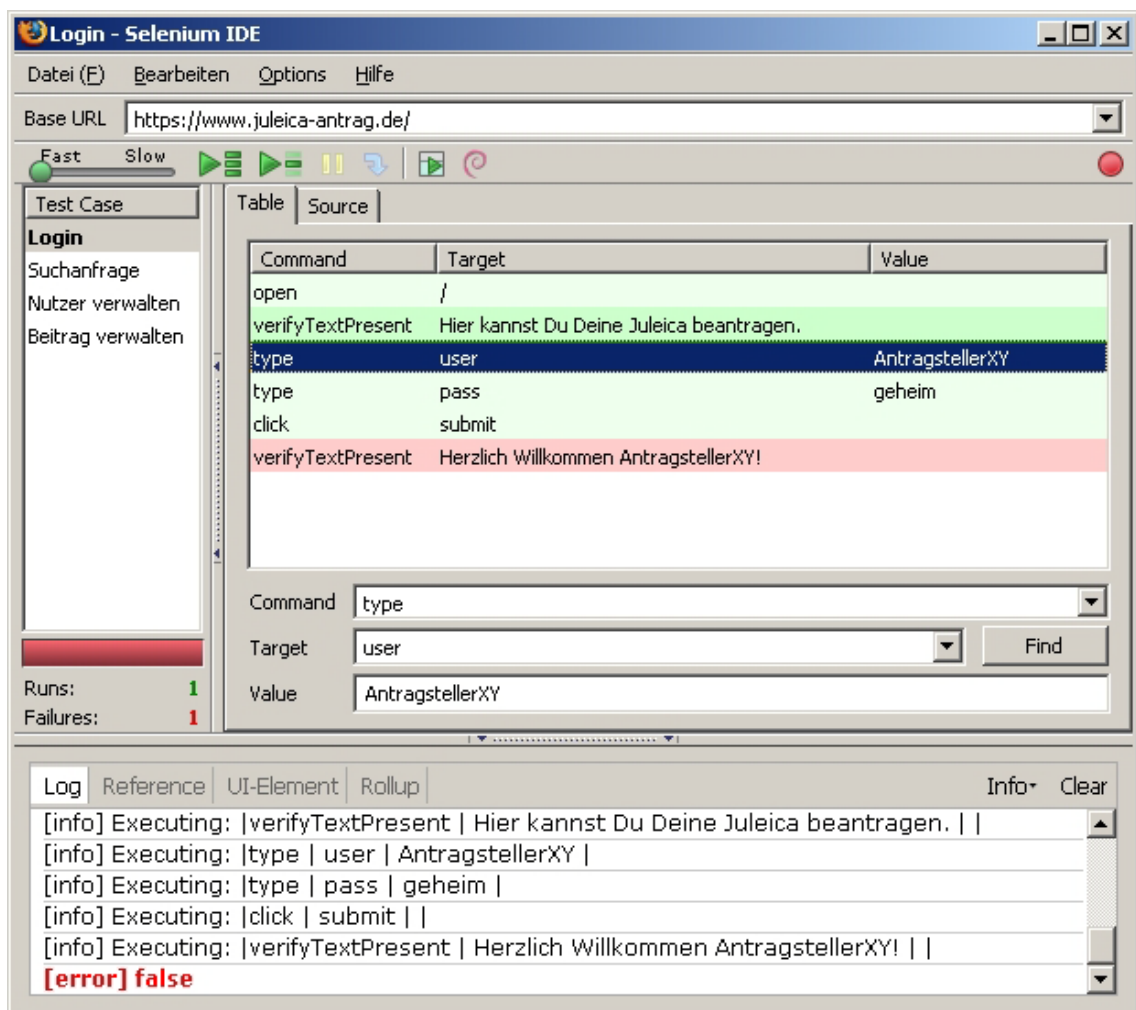 Login - Selenium IDE
Datei (F) Bearbeiten Options Hilfe
Base URL https://www.juleica-antrag.de/
Fast Slow
Test Case
Login
Suchanfrage
Nutzer verwalten
Beitrag verwalten
Runs: 1
Failures: 1
Table Source
Command Target Value
open /
verifyTextPresent Hier kannst Du Deine Juleica beantragen.
type user AntragstellerXY
type pass geheim
click submit
verifyTextPresent Herzlich Willkommen AntragstellerXY!
Command type
Target user Find
Value AntragstellerXY
Log Reference UI-Element Rollup Info Clear
[info] Executing: |verifyTextPresent | Hier kannst Du Deine Juleica beantragen. | |
[info] Executing: |type | user | AntragstellerXY |
[info] Executing: |type | pass | geheim |
[info] Executing: |click | submit | |
[info] Executing: |verifyTextPresent | Herzlich Willkommen AntragstellerXY! | |
[error] false